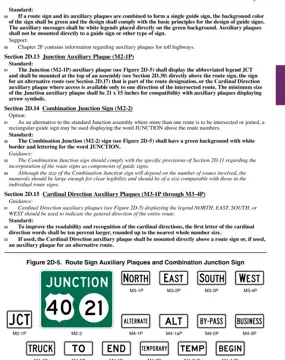 Standard:
If a route sign and its auxiliary plaques are combined to form a single guide sign, the background color
of the sign shall be green and the design shall comply with the basic principles for the design of guide signs.
The auxiliary messages shall be white legends placed directly on the green background. Auxiliary plaques
shall not be mounted directly to a guide sign or other type of sign.
Support:
Chapter 2F contains information regarding auxiliary plaques for toll highways.
Section 2D.13 Junction Auxiliary Plaque (M2-1P)
Standard:
The Junction (M2-1P) auxiliary plaque (see Figure 2D-5) shall display the abbreviated legend JCT
and shall be mounted at the top of an assembly (see Section 2D.30) directly above the route sign, the sign
for an alternative route (see Section 2D.17) that is part of the route designation, or the Cardinal Direction
auxiliary plaque where access is available only to one direction of the intersected route. The minimum size
of the Junction auxiliary plaque shall be 21 x 15 inches for compatibility with auxiliary plaques displaying
arrow symbols.
Section 2D.14 Combination Junction Sign (M2-2)
Option:
As an alternative to the standard Junction assembly where more than one route is to be intersected or joined, a
rectangular guide sign may be used displaying the word JUNCTION above the route numbers.
Standard:
The Combination Junction (M2-2) sign (see Figure 2D-5) shall have a green background with white
border and lettering for the word JUNCTION.
Guidance:
The Combination Junction sign should comply with the specific provisions of Section 2D.11 regarding the
incorporation of the route signs as components of guide signs.
Although the size of the Combination Junction sign will depend on the number of routes involved, the
numerals should be large enough for clear legibility and should be of a size comparable with those in the
individual route signs.
Section 2D.15 Cardinal Direction Auxiliary Plaques (M3-1P through M3-4P)
Guidance:
Cardinal Direction auxiliary plaques (see Figure 2D-5) displaying the legend NORTH, EAST, SOUTH, or
WEST should be used to indicate the general direction of the entire route.
Standard:
To improve the readability and recognition of the cardinal directions, the first letter of the cardinal
direction words shall be ten percent larger, rounded up to the nearest whole number size.
If used, the Cardinal Direction auxiliary plaque shall be mounted directly above a route sign or, if used,
an auxiliary plaque for an alternative route.
Figure 2D-5. Route Sign Auxiliary Plaques and Combination Junction Sign
JCT
M2-1P
JUNCTION
40 21
M2-2
NORTH EAST SOUTH WEST
M3-1P M3-2P M3-3P M3-4P
ALTERNATE ALT BY-PASS BUSINESS
M4-1P M4-1aP M4-2P M4-3P
TRUCK TO END TEMPORARY TEMP BEGIN